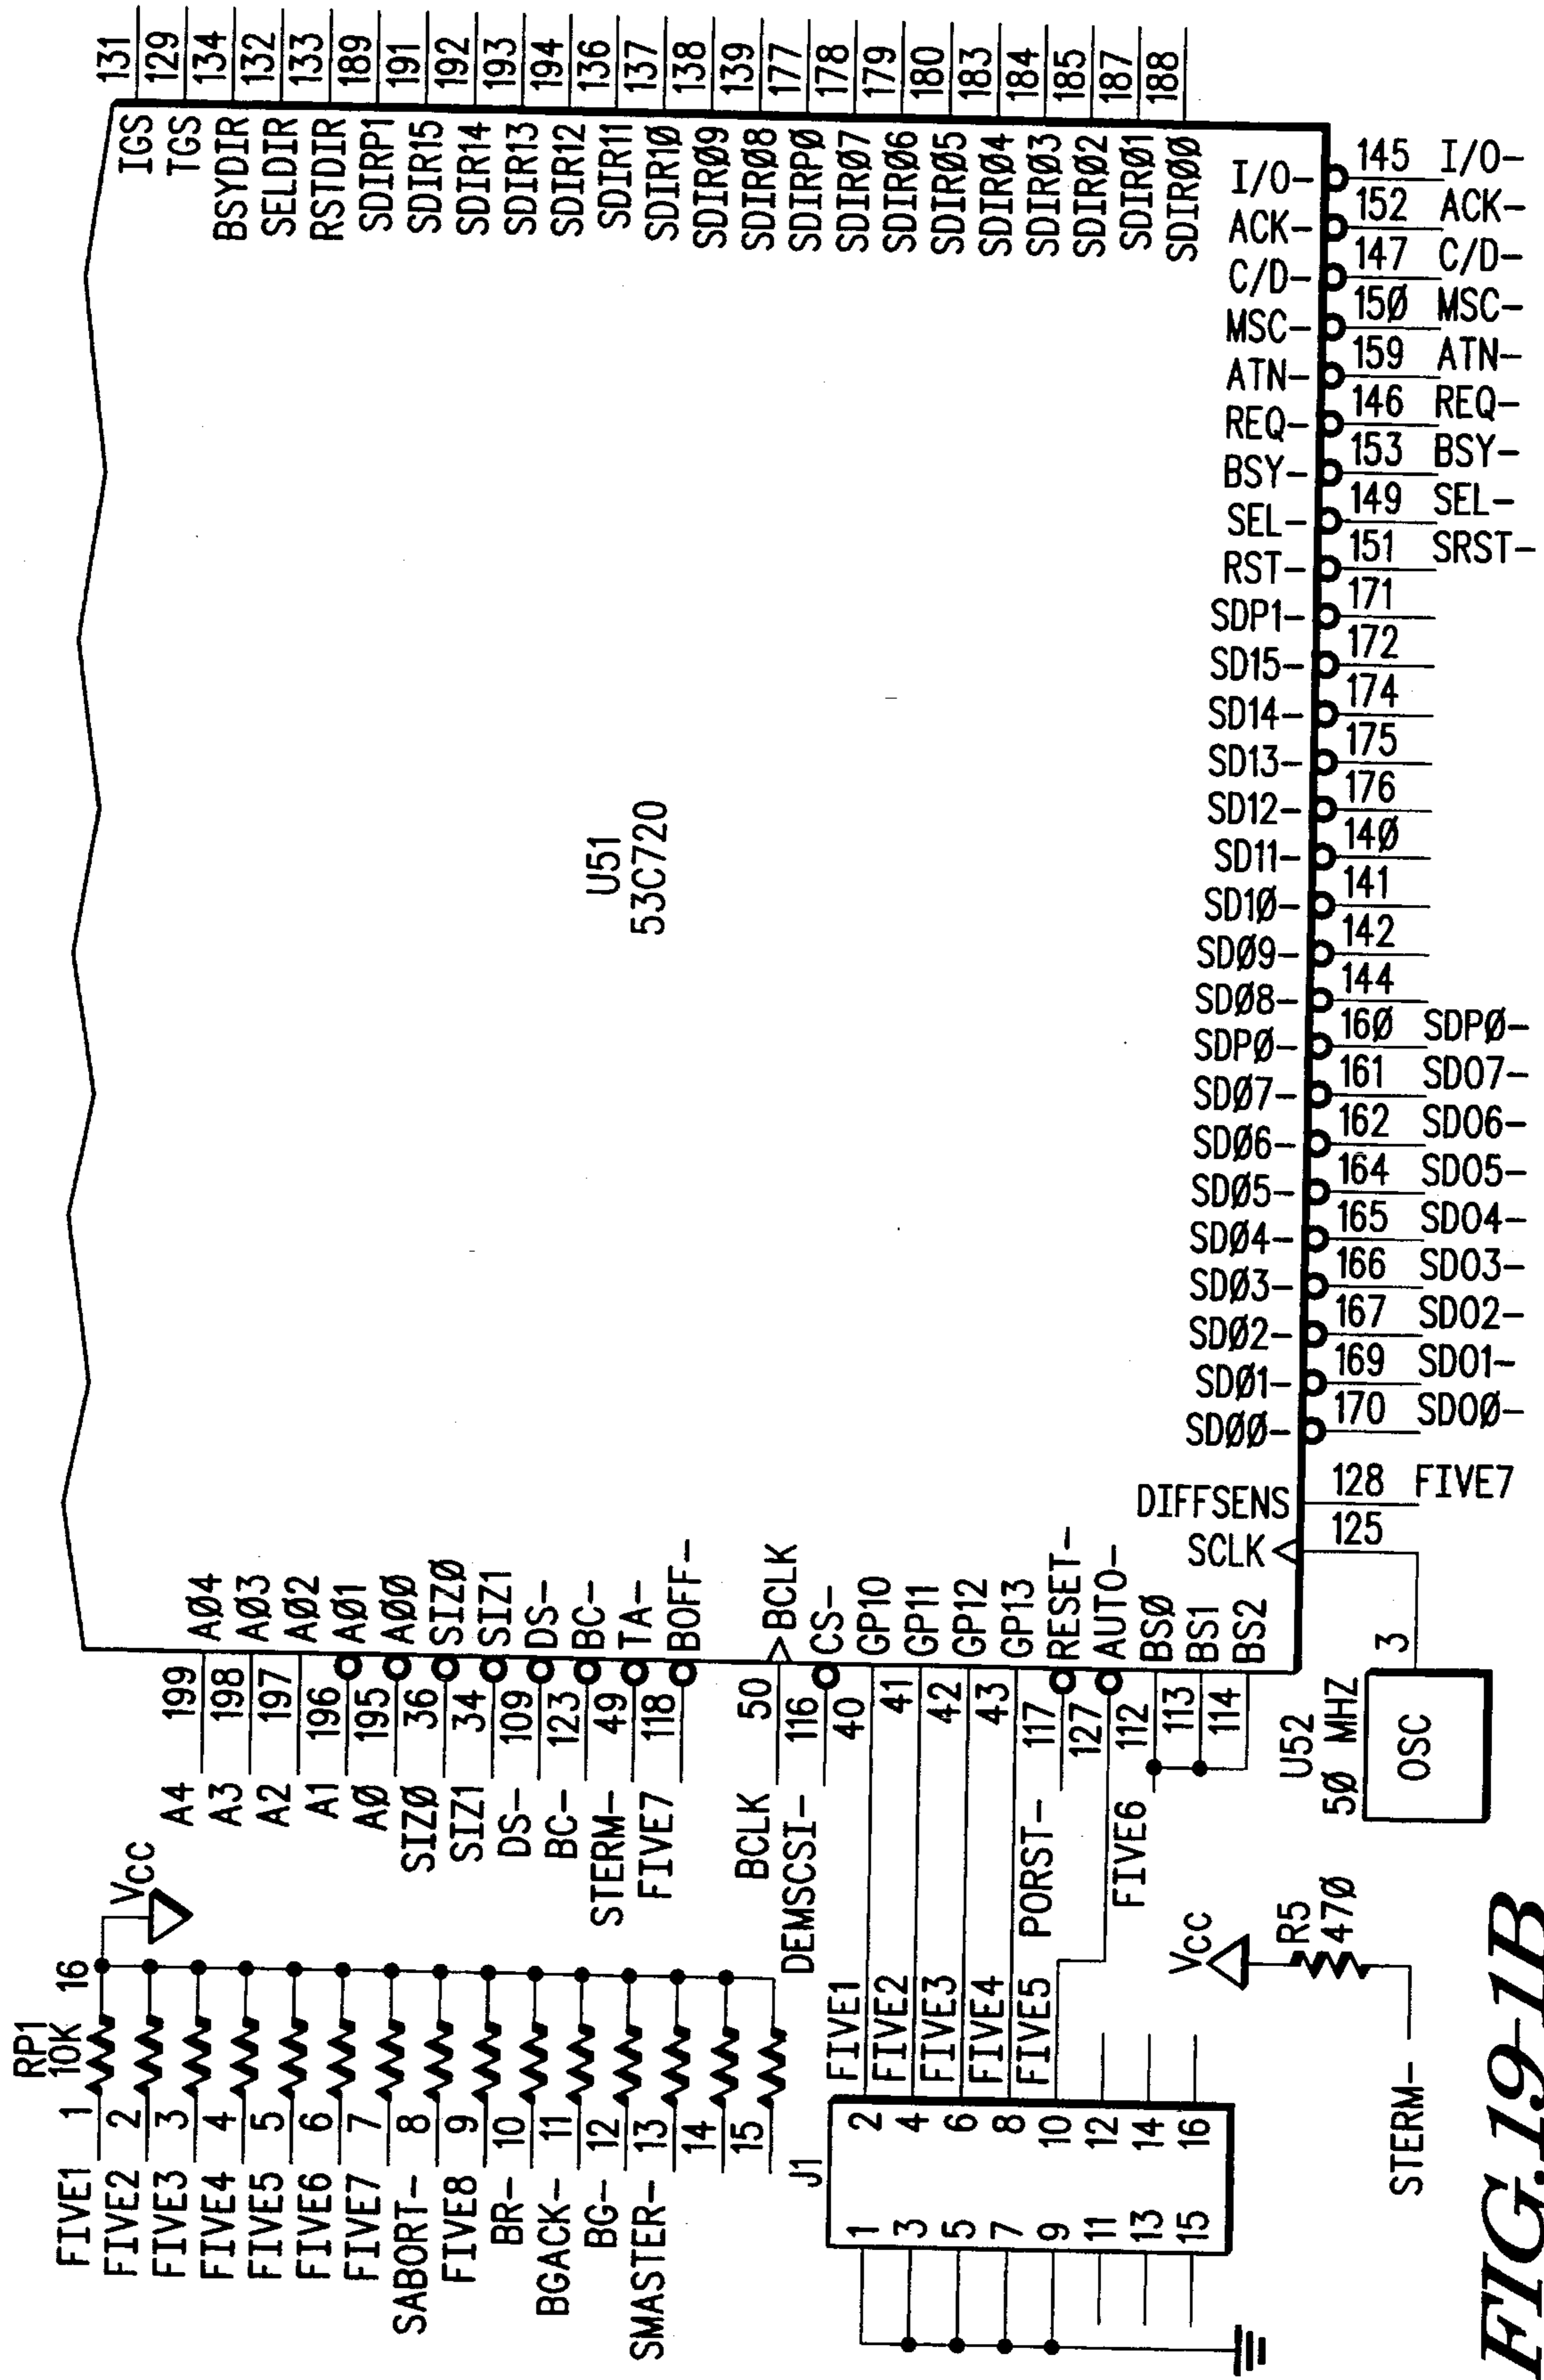 131
129
134
132
133
189
191
192
193
194
136
137
138
139
177
178
179
180
183
184
185
187
188
IGS
TGS
BSYDIR
SELDIR
RSTDIR
SDIRP1
SDIR15
SDIR14
SDIR13
SDIR12
SDIR11
SDIR1Ø
SDIRØ9
SDIRØ8
SDIRPØ
SDIRØ7
SDIRØ6
SDIRØ5
SDIRØ4
SDIRØ3
SDIRØ2
SDIRØ1
SDIRØØ
I/O- 145 I/O-
ACK- 152 ACK-
C/D- 147 C/D-
MSC- 15Ø MSC-
ATN- 159 ATN-
REQ- 146 REQ-
BSY- 153 BSY-
SEL- 149 SEL-
RST- 151 SRST-
SDP1- 171
SD15- 172
SD14- 174
SD13- 175
SD12- 176
SD11- 14Ø
SD1Ø- 141
SDØ9- 142
SDØ8- 144
SDPØ- 16Ø SDPØ-
SDØ7- 161 SDO7-
SDØ6- 162 SDO6-
SDØ5- 164 SDO5-
SDØ4- 165 SDO4-
SDØ3- 166 SDO3-
SDØ2- 167 SDO2-
SDØ1- 169 SDO1-
SDØØ- 170 SDOØ-
DIFFSENS 128 FIVE7
SCLK 125
U51
53C720
A4 199 AØ4
A3 198 AØ3
A2 197 AØ2
A1 196 AØ1
AØ 195 AØØ
SIZØ 36 SIZØ
SIZ1 34 SIZ1
DS- 109 DS-
BC- 123 BC-
STERM- 49 TA-
FIVE7 118 BOFF-
BCLK 50 BCLK
DEMSCSI- 116 CS-
40 GP10
41 GP11
42 GP12
43 GP13
PORST- 117 RESET-
127 AUTO-
FIVE6 112 BSØ
113 BS1
114 BS2
U52
5Ø MHZ
OSC
3
VCC
16
RP1
10K
FIVE1 1
FIVE2 2
FIVE3 3
FIVE4 4
FIVE5 5
FIVE6 6
FIVE7 7
SABORT- 8
FIVE8 9
BR- 10
BGACK- 11
BG- 12
SMASTER- 13
14
15
J1
1 2 FIVE1
3 4 FIVE2
5 6 FIVE3
7 8 FIVE4
9 10 FIVE5
11 12
13 14
15 16
VCC
R5
47Ø
STERM-
FIG.19-1B